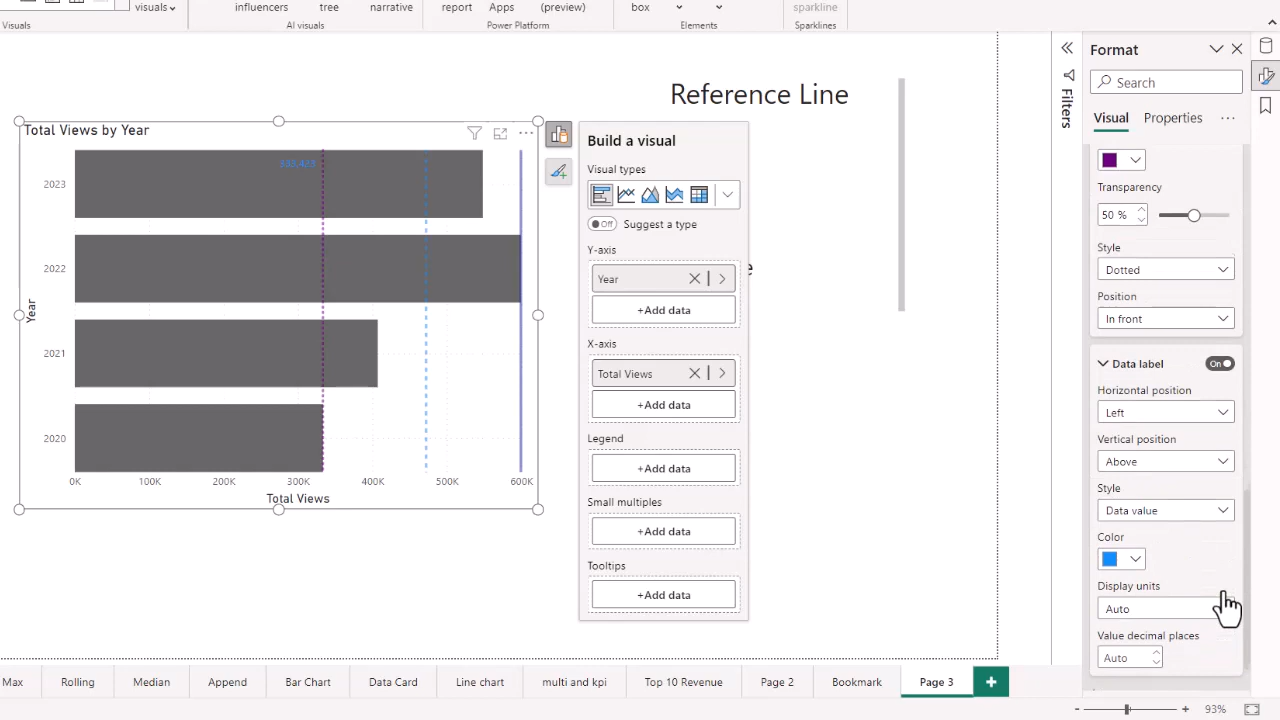 visuals
influencers
tree
narrative
report
Apps
(preview)
box
sparkline
Visuals
AI visuals
Power Platform
Elements
Sparklines
Reference Line
Total Views by Year
2023
2022
2021
2020
Year
0K 100K 200K 300K 400K 500K 600K
Total Views
Build a visual
Visual types
Off Suggest a type
Y-axis
Year
+Add data
X-axis
Total Views
+Add data
Legend
+Add data
Small multiples
+Add data
Tooltips
+Add data
Filters
Format
Search
Visual Properties
Transparency
50 %
Style
Dotted
Position
In front
Data label On
Horizontal position
Left
Vertical position
Above
Style
Data value
Color
Display units
Auto
Value decimal places
Auto
Max Rolling Median Append Bar Chart Data Card Line chart multi and kpi Top 10 Revenue Page 2 Bookmark Page 3
93%